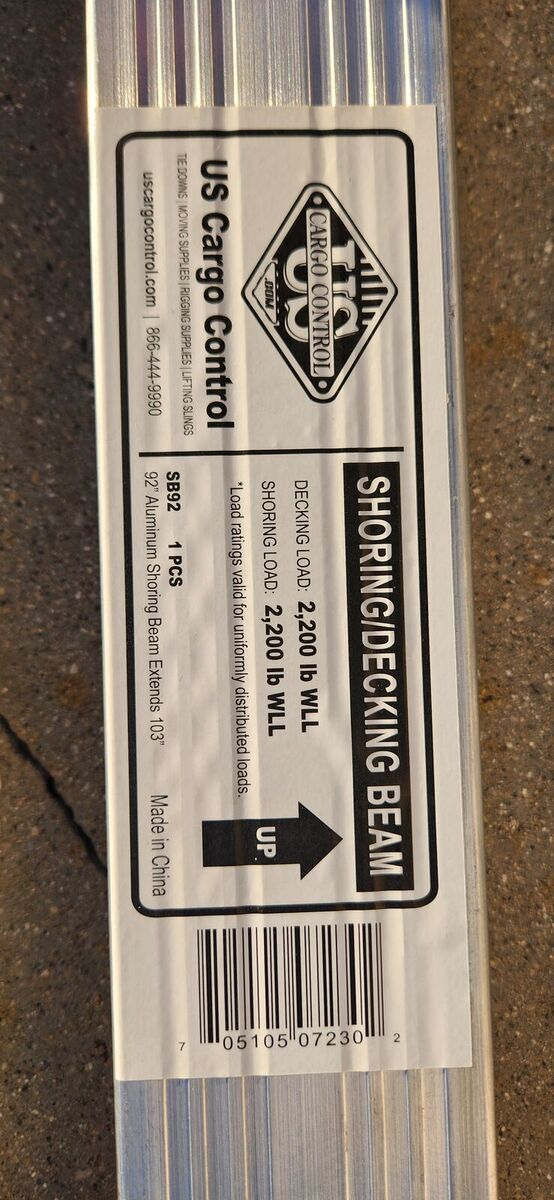 US
CARGO CONTROL
.COM
US Cargo Control
TIE DOWNS | MOVING SUPPLIES | RIGGING SUPPLIES | LIFTING SLINGS
uscargocontrol.com | 866-444-9990
SHORING/DECKING BEAM
DECKING LOAD: 2,200 lb WLL
SHORING LOAD: 2,200 lb WLL
*Load ratings valid for uniformly distributed loads.
UP
SB92 1 PCS
92" Aluminum Shoring Beam Extends 103"
Made in China
7 05105 07230 2